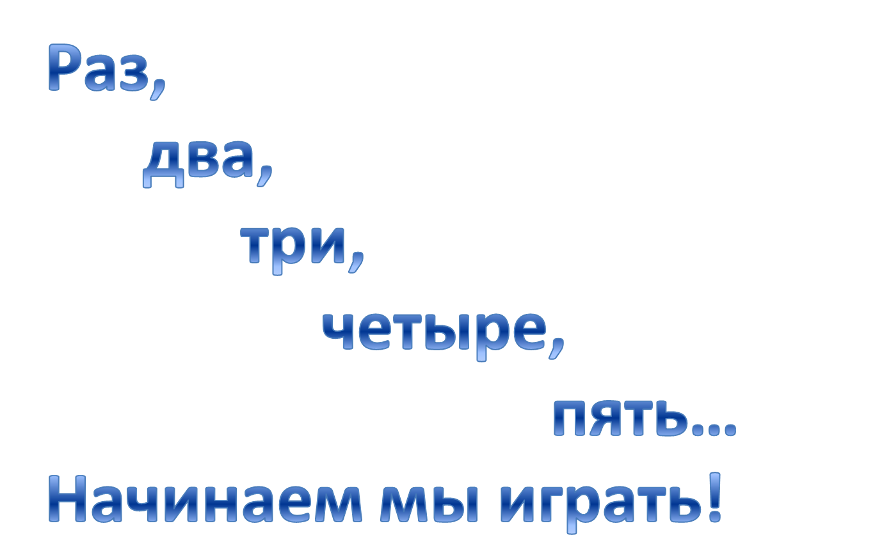 Раз,
два,
три,
четыре,
пять...
Начинаем мы играть!